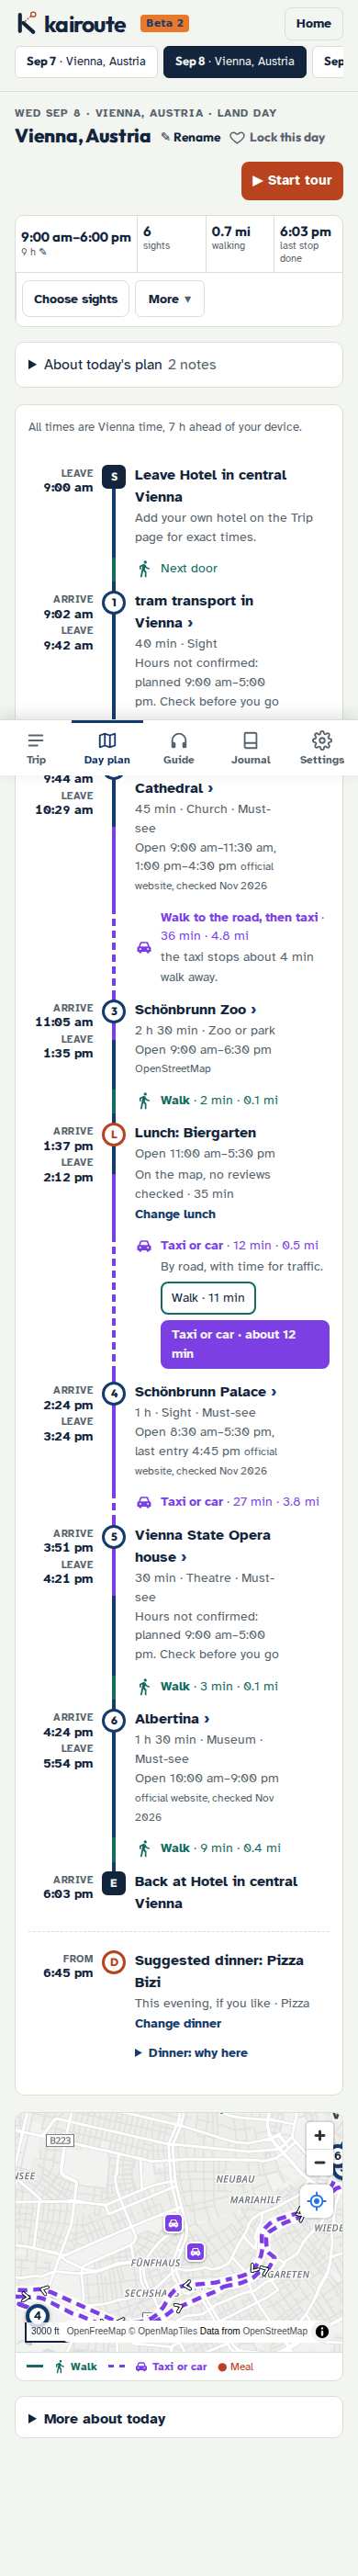 kairoute
Beta 2
Home
Sep 7 · Vienna, Austria
Sep 8 · Vienna, Austria
Sep
WED SEP 8 · VIENNA, AUSTRIA · LAND DAY
Vienna, Austria
✎ Rename
Lock this day
▶ Start tour
9:00 am–6:00 pm
9 h ✎
6
sights
0.7 mi
walking
6:03 pm
last stop
done
Choose sights
More ▾
▶ About today's plan 2 notes
All times are Vienna time, 7 h ahead of your device.
LEAVE
9:00 am
S
Leave Hotel in central
Vienna
Add your own hotel on the Trip
page for exact times.
Next door
ARRIVE
9:02 am
LEAVE
9:42 am
1
tram transport in
Vienna ›
40 min · Sight
Hours not confirmed:
planned 9:00 am–5:00
pm. Check before you go
Trip
Day plan
Guide
Journal
Settings
9:44 am
LEAVE
10:29 am
Cathedral ›
45 min · Church · Must-
see
Open 9:00 am–11:30 am,
1:00 pm–4:30 pm official
website, checked Nov 2026
Walk to the road, then taxi ·
36 min · 4.8 mi
the taxi stops about 4 min
walk away.
ARRIVE
11:05 am
LEAVE
1:35 pm
3
Schönbrunn Zoo ›
2 h 30 min · Zoo or park
Open 9:00 am–6:30 pm
OpenStreetMap
Walk · 2 min · 0.1 mi
ARRIVE
1:37 pm
LEAVE
2:12 pm
L
Lunch: Biergarten
Open 11:00 am–5:30 pm
On the map, no reviews
checked · 35 min
Change lunch
Taxi or car · 12 min · 0.5 mi
By road, with time for traffic.
Walk · 11 min
Taxi or car · about 12
min
ARRIVE
2:24 pm
LEAVE
3:24 pm
4
Schönbrunn Palace ›
1 h · Sight · Must-see
Open 8:30 am–5:30 pm,
last entry 4:45 pm official
website, checked Nov 2026
Taxi or car · 27 min · 3.8 mi
ARRIVE
3:51 pm
LEAVE
4:21 pm
5
Vienna State Opera
house ›
30 min · Theatre · Must-
see
Hours not confirmed:
planned 9:00 am–5:00
pm. Check before you go
Walk · 3 min · 0.1 mi
ARRIVE
4:24 pm
LEAVE
5:54 pm
6
Albertina ›
1 h 30 min · Museum ·
Must-see
Open 10:00 am–9:00 pm
official website, checked Nov
2026
Walk · 9 min · 0.4 mi
ARRIVE
6:03 pm
E
Back at Hotel in central
Vienna
FROM
6:45 pm
D
Suggested dinner: Pizza
Bizi
This evening, if you like · Pizza
Change dinner
▶ Dinner: why here
B223
NSEE
NEUBAU
MARIAHILF
WIEDE
FÜNFHAUS
GARETEN
SECHSHA
6
4
+
−
3000 ft
OpenFreeMap © OpenMapTiles Data from OpenStreetMap
Walk
Taxi or car
Meal
▶ More about today